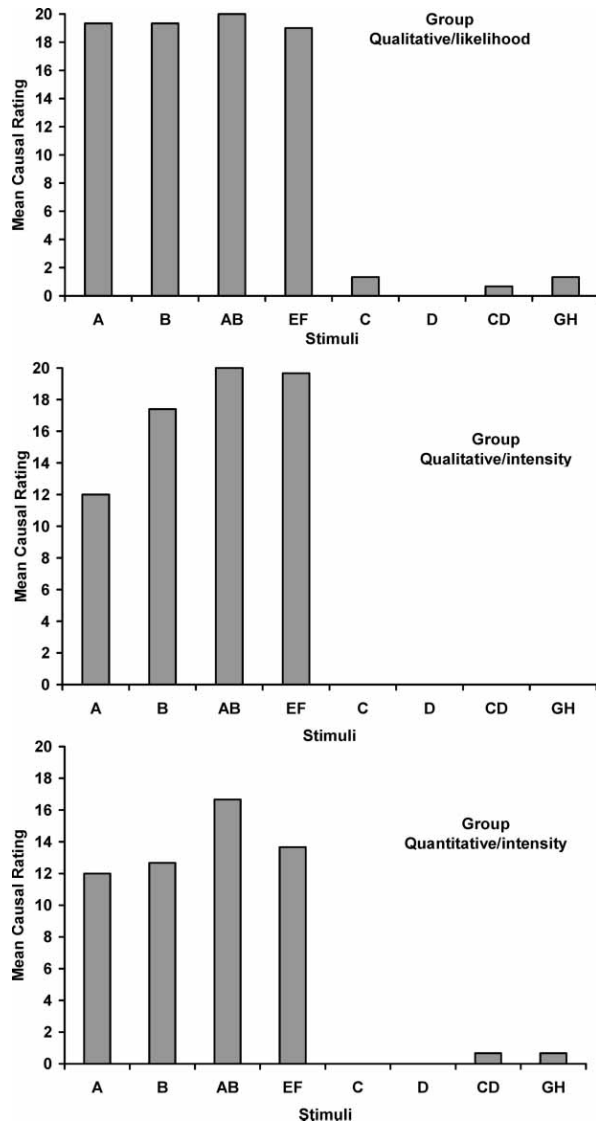 Group
Qualitative/likelihood
Mean Causal Rating
20
18
16
14
12
10
8
6
4
2
0
A B AB EF C D CD GH
Stimuli
Group
Qualitative/intensity
Mean Causal Rating
20
18
16
14
12
10
8
6
4
2
0
A B AB EF C D CD GH
Stimuli
Group
Quantitative/intensity
Mean Causal Rating
20
18
16
14
12
10
8
6
4
2
0
A B AB EF C D CD GH
Stimuli